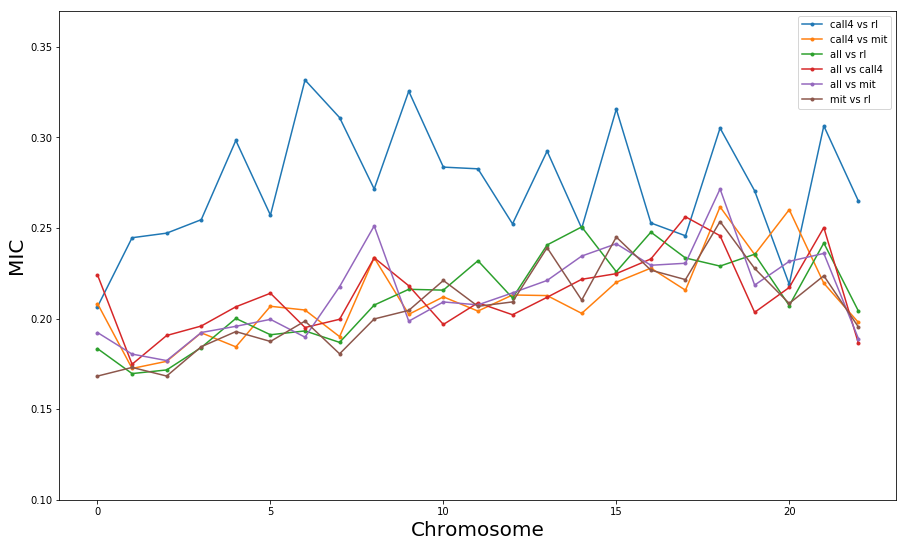 call4 vs rl
call4 vs mit
all vs rl
all vs call4
all vs mit
mit vs rl
0.35
0.30
0.25
0.20
0.15
0.10
MIC
0 5 10 15 20
Chromosome